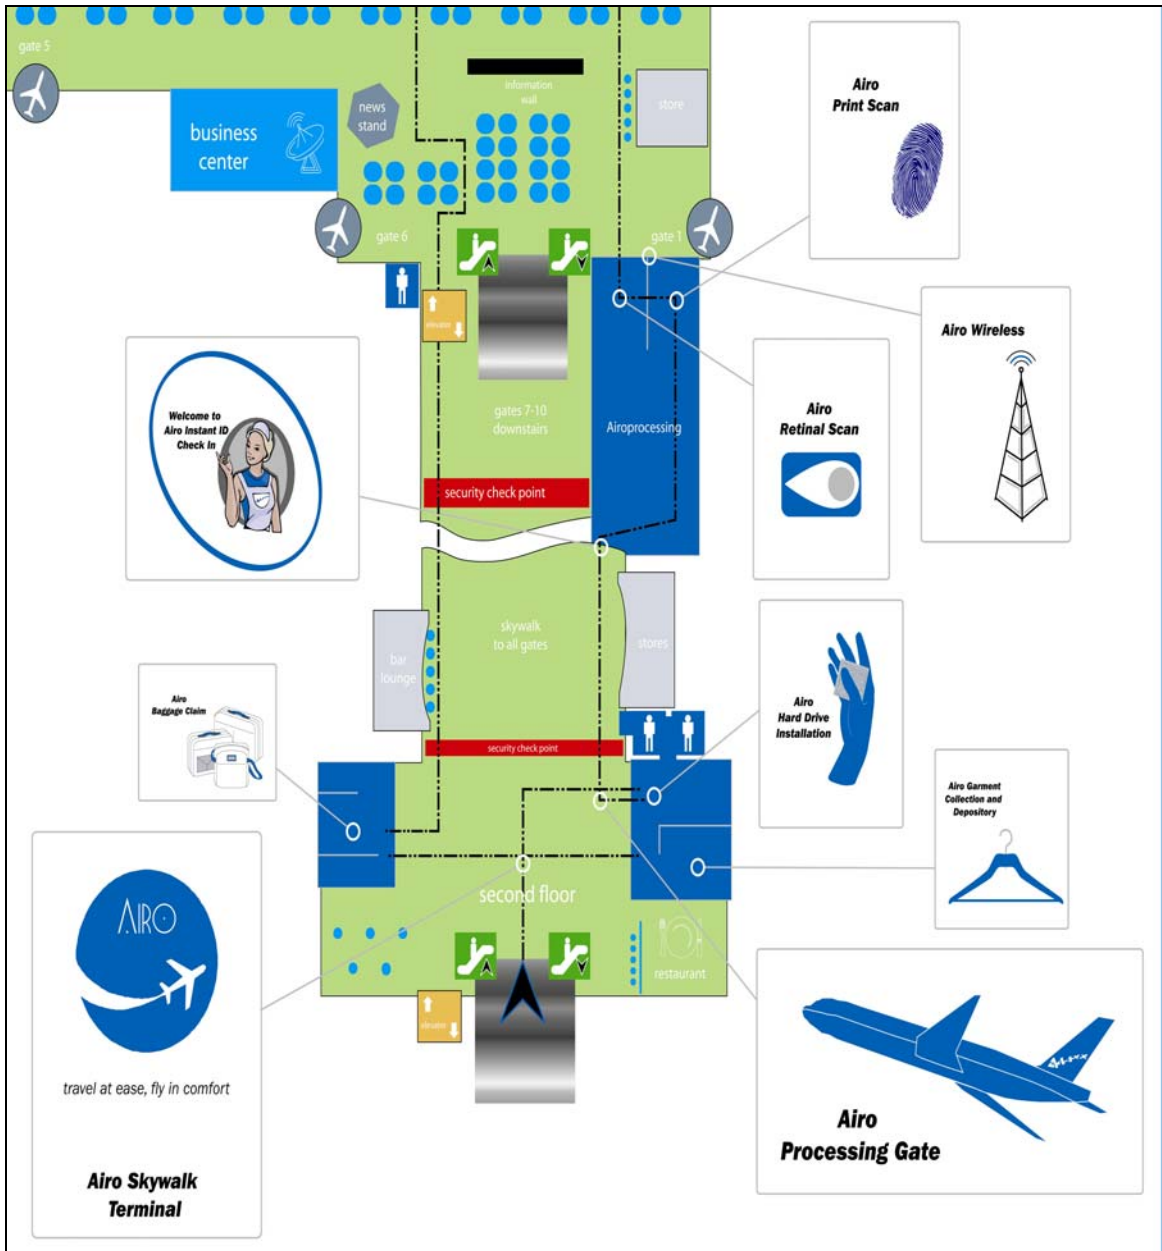 gate 5
business
center
news
stand
information
wall
store
Airo
Print Scan
gate 6
gate 1
elevator
Airo Wireless
Welcome to
Airo Instant ID
Check In
gates 7-10
downstairs
Airoprocessing
Airo
Retinal Scan
security check point
skywalk
to all gates
bar
lounge
stores
Airo
Baggage Claim
Airo
Hard Drive
Installation
security check point
Airo Garment
Collection and
Depository
second floor
AIRO
restaurant
elevator
travel at ease, fly in comfort
Airo
Processing Gate
Airo Skywalk
Terminal